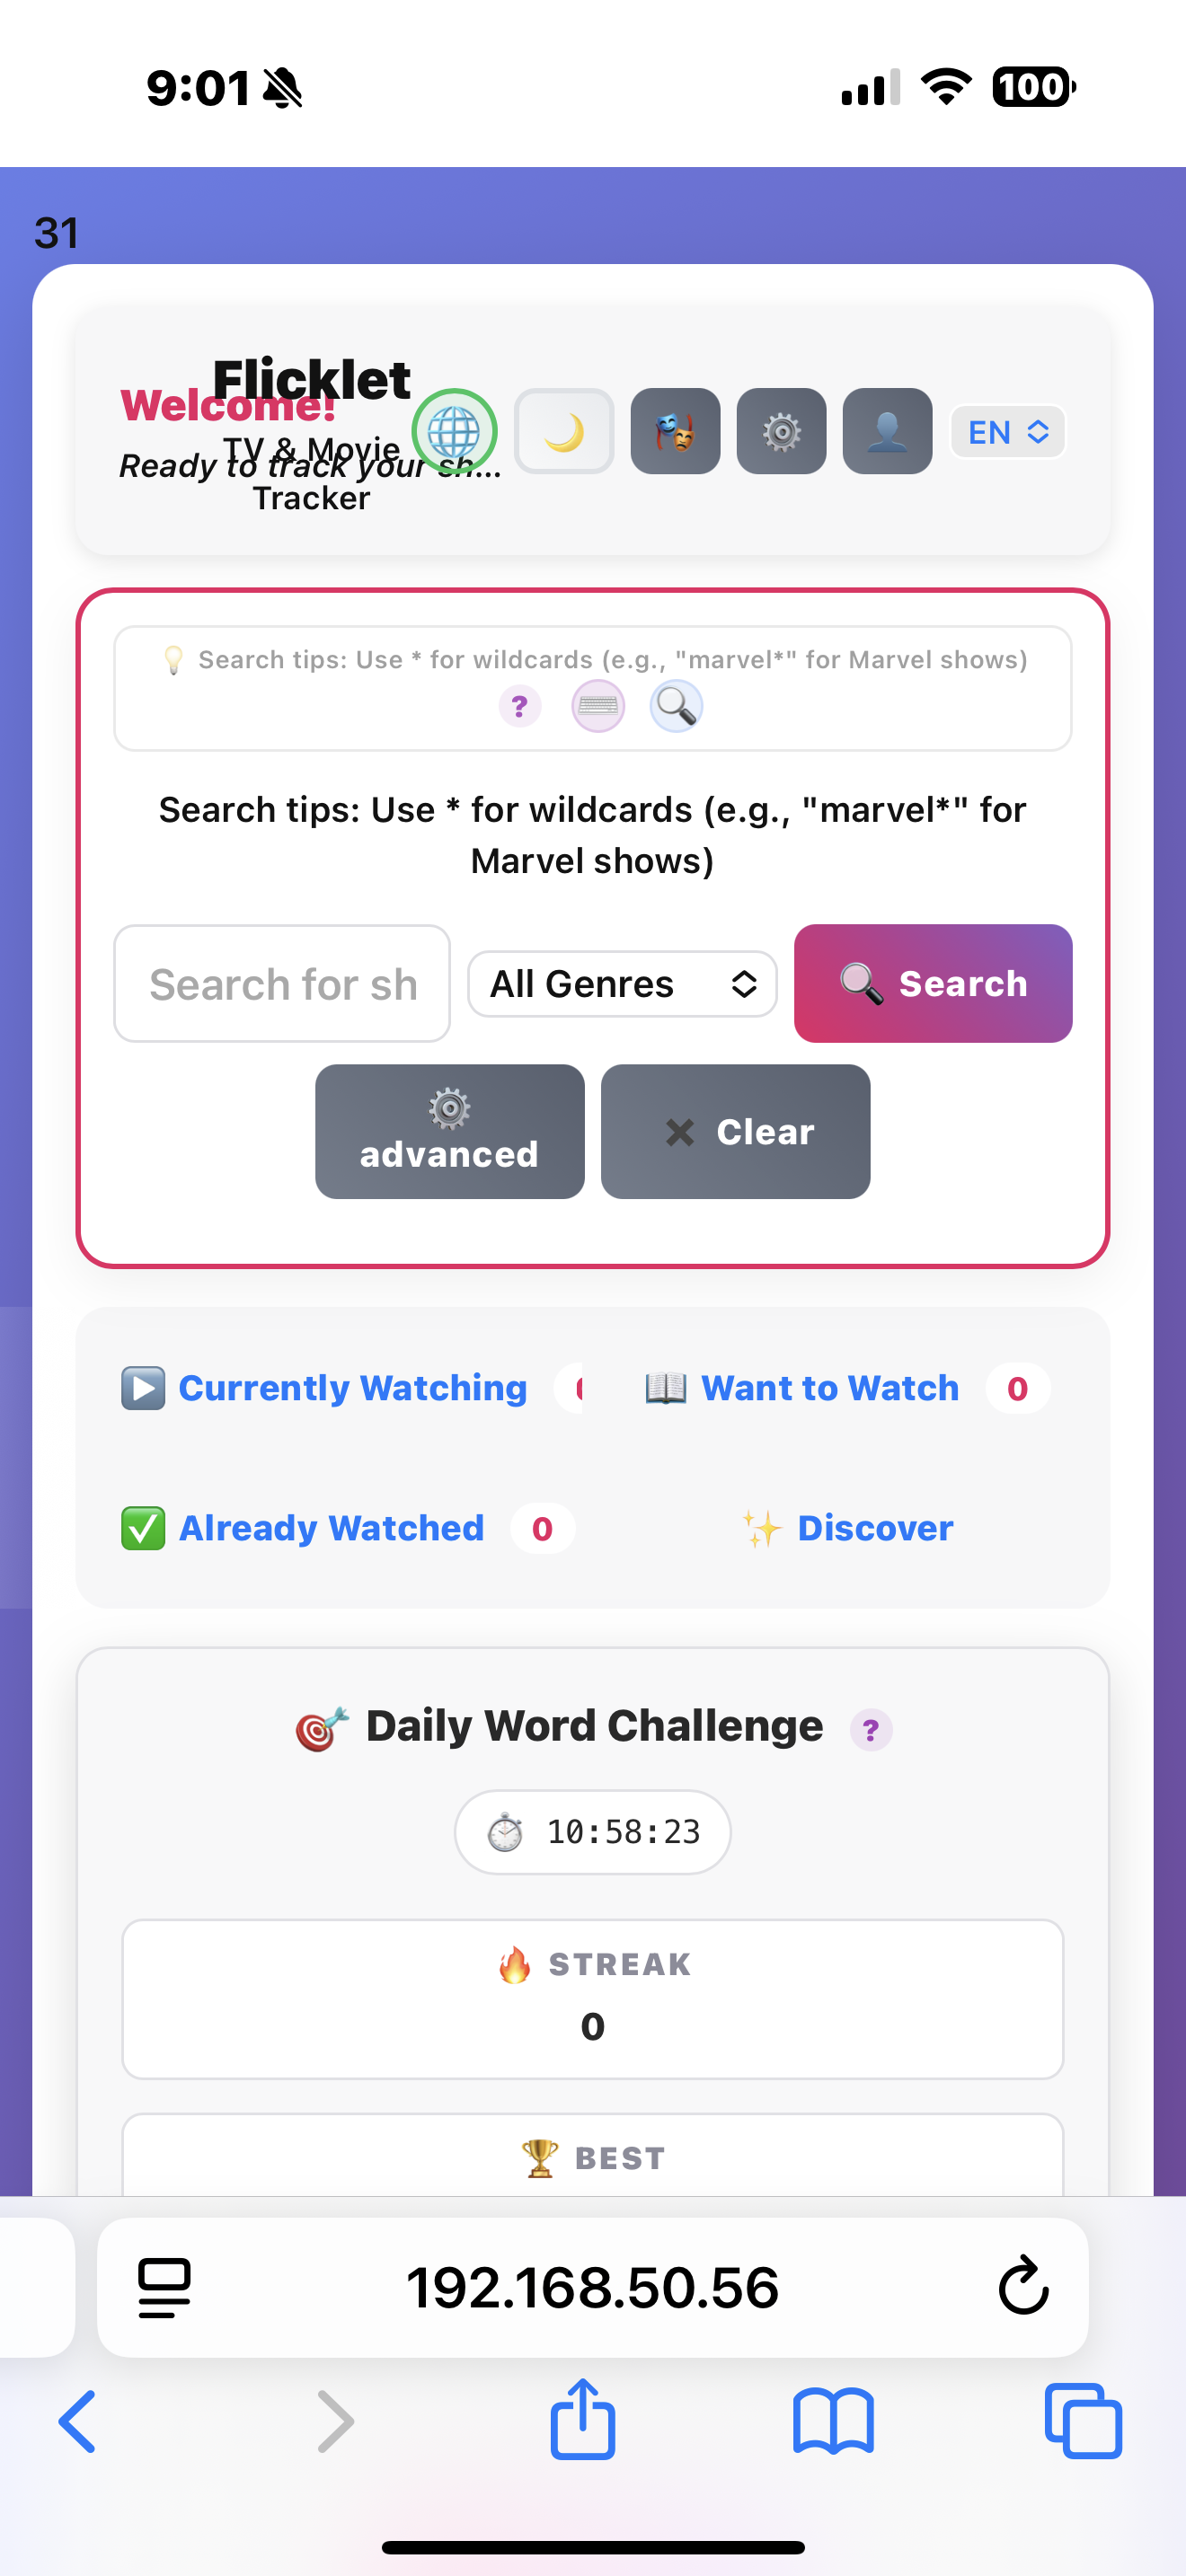 9:01
100
31
Flicklet
Welcome!
TV & Movie
Ready to track your sh...
Tracker
EN
Search tips: Use * for wildcards (e.g., "marvel*" for Marvel shows)
?
Search tips: Use * for wildcards (e.g., "marvel*" for
Marvel shows)
Search for sh
All Genres
Search
advanced
Clear
Currently Watching
Want to Watch 0
Already Watched 0
Discover
Daily Word Challenge ?
10:58:23
STREAK
0
BEST
192.168.50.56